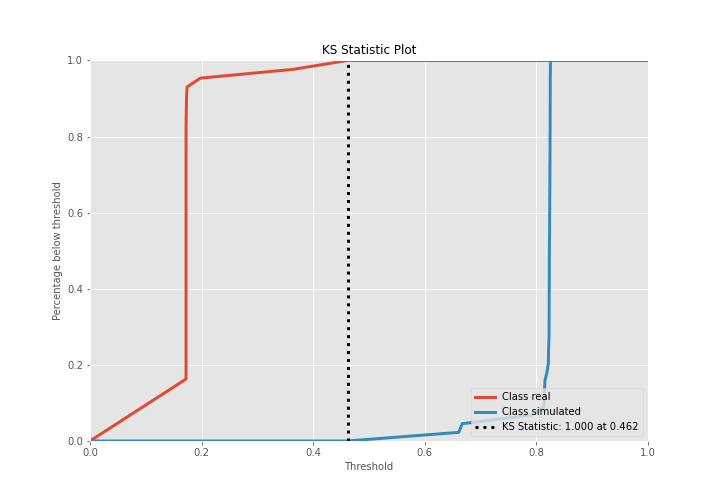 KS Statistic Plot
1.0
0.8
0.6
0.4
0.2
0.0
Percentage below threshold
Class real
Class simulated
KS Statistic: 1.000 at 0.462
0.0 0.2 0.4 0.6 0.8 1.0
Threshold